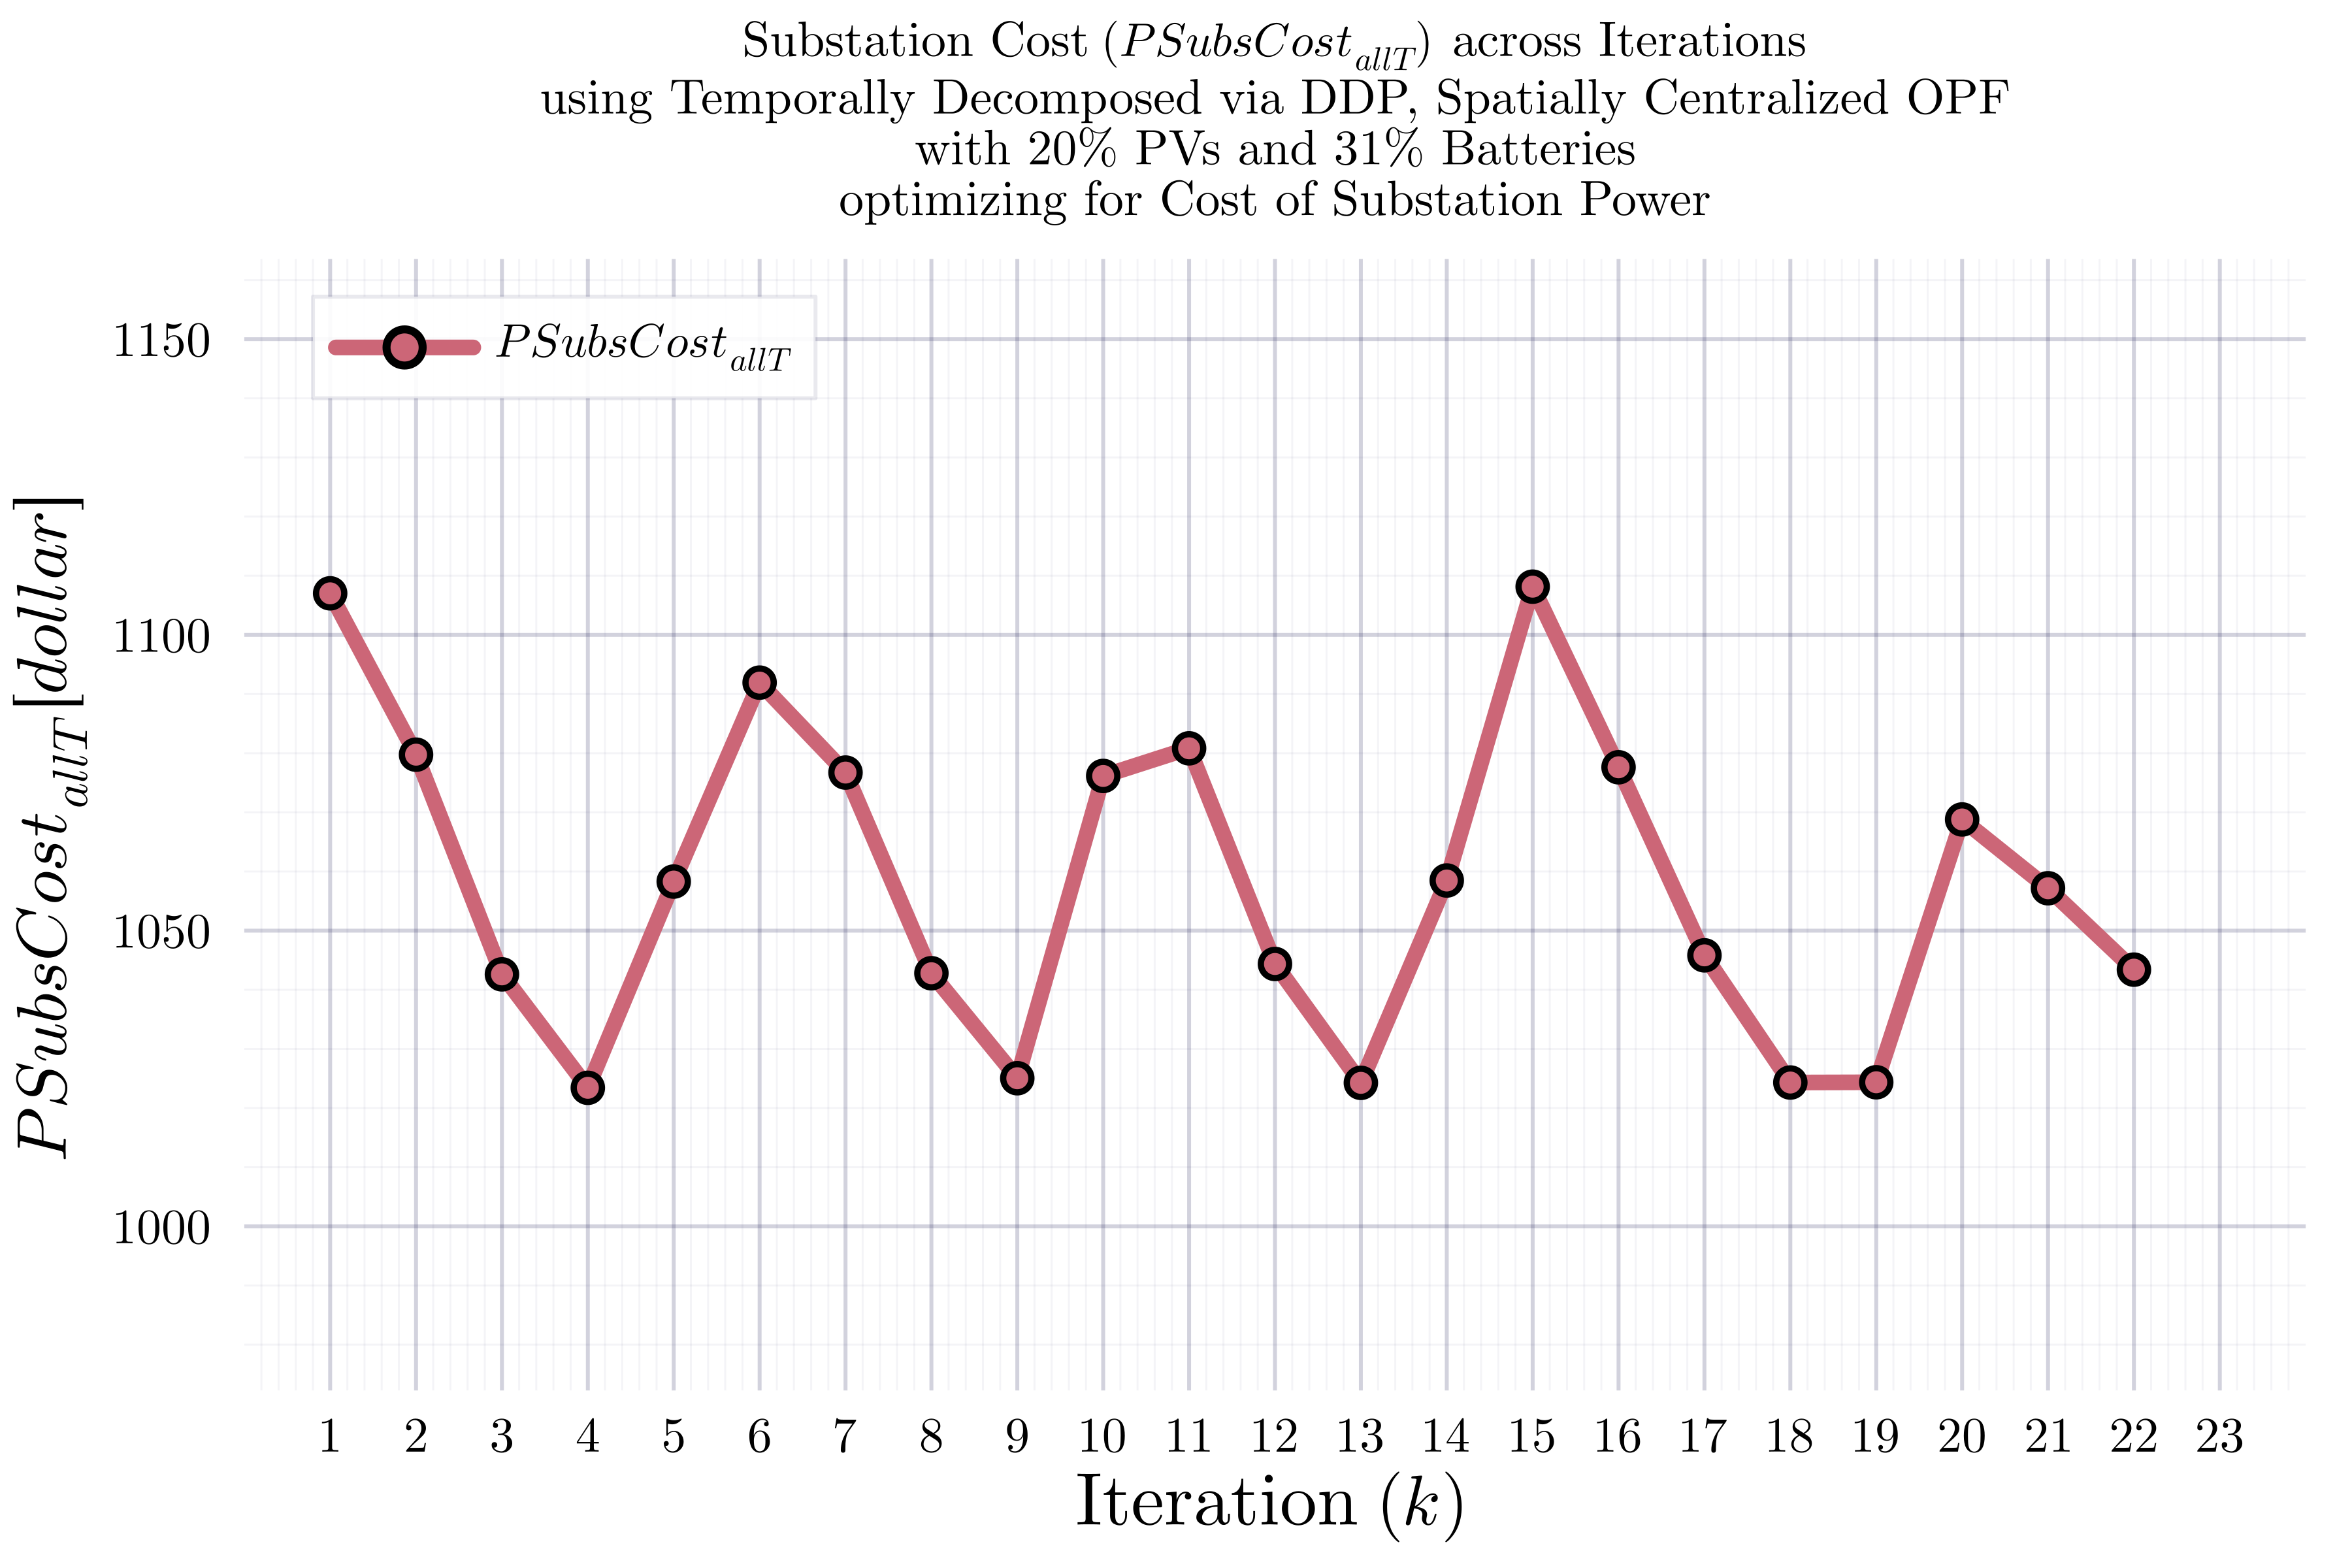 Substation Cost (PSubsCost_allT) across Iterations
using Temporally Decomposed via DDP, Spatially Centralized OPF
with 20% PVs and 31% Batteries
optimizing for Cost of Substation Power
PSubsCost_allT
PSubsCost_allT[dollar]
1150
1100
1050
1000
1 2 3 4 5 6 7 8 9 10 11 12 13 14 15 16 17 18 19 20 21 22 23
Iteration (k)